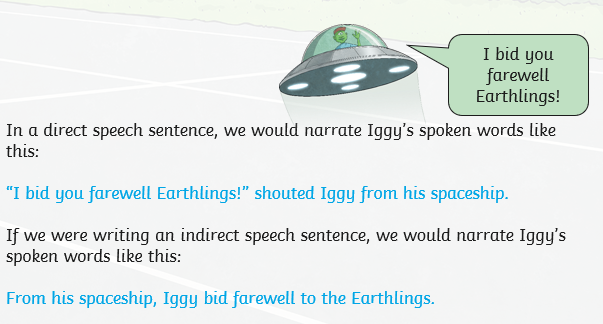 I bid you
farewell
Earthlings!
In a direct speech sentence, we would narrate Iggy's spoken words like
this:
“I bid you farewell Earthlings!” shouted Iggy from his spaceship.
If we were writing an indirect speech sentence, we would narrate Iggy's
spoken words like this:
From his spaceship, Iggy bid farewell to the Earthlings.